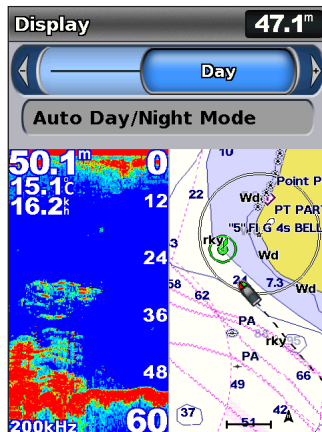 Display 47.1m
Day
Auto Day/Night Mode
50.1m 0
15.1°C
16.2kh
12
24
36
48
200kHz 60
10
Point P
22
Wd
PT PAR
"5" Fl G 4s BELL
3
rky
Wd
24
7.3
58
62
Wd
PA
rky
95
PA
66
49
37
42
51